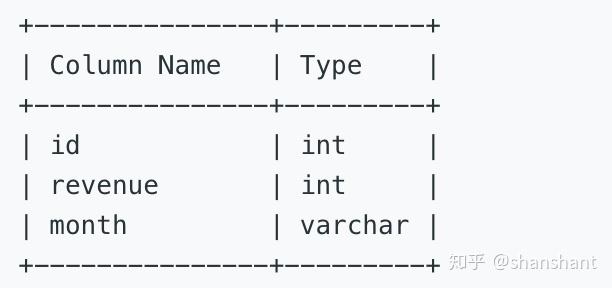 +---------------+---------+
| Column Name   | Type    |
+---------------+---------+
| id            | int     |
| revenue       | int     |
| month         | varchar |
+---------------+---------+
知乎 @shanshant